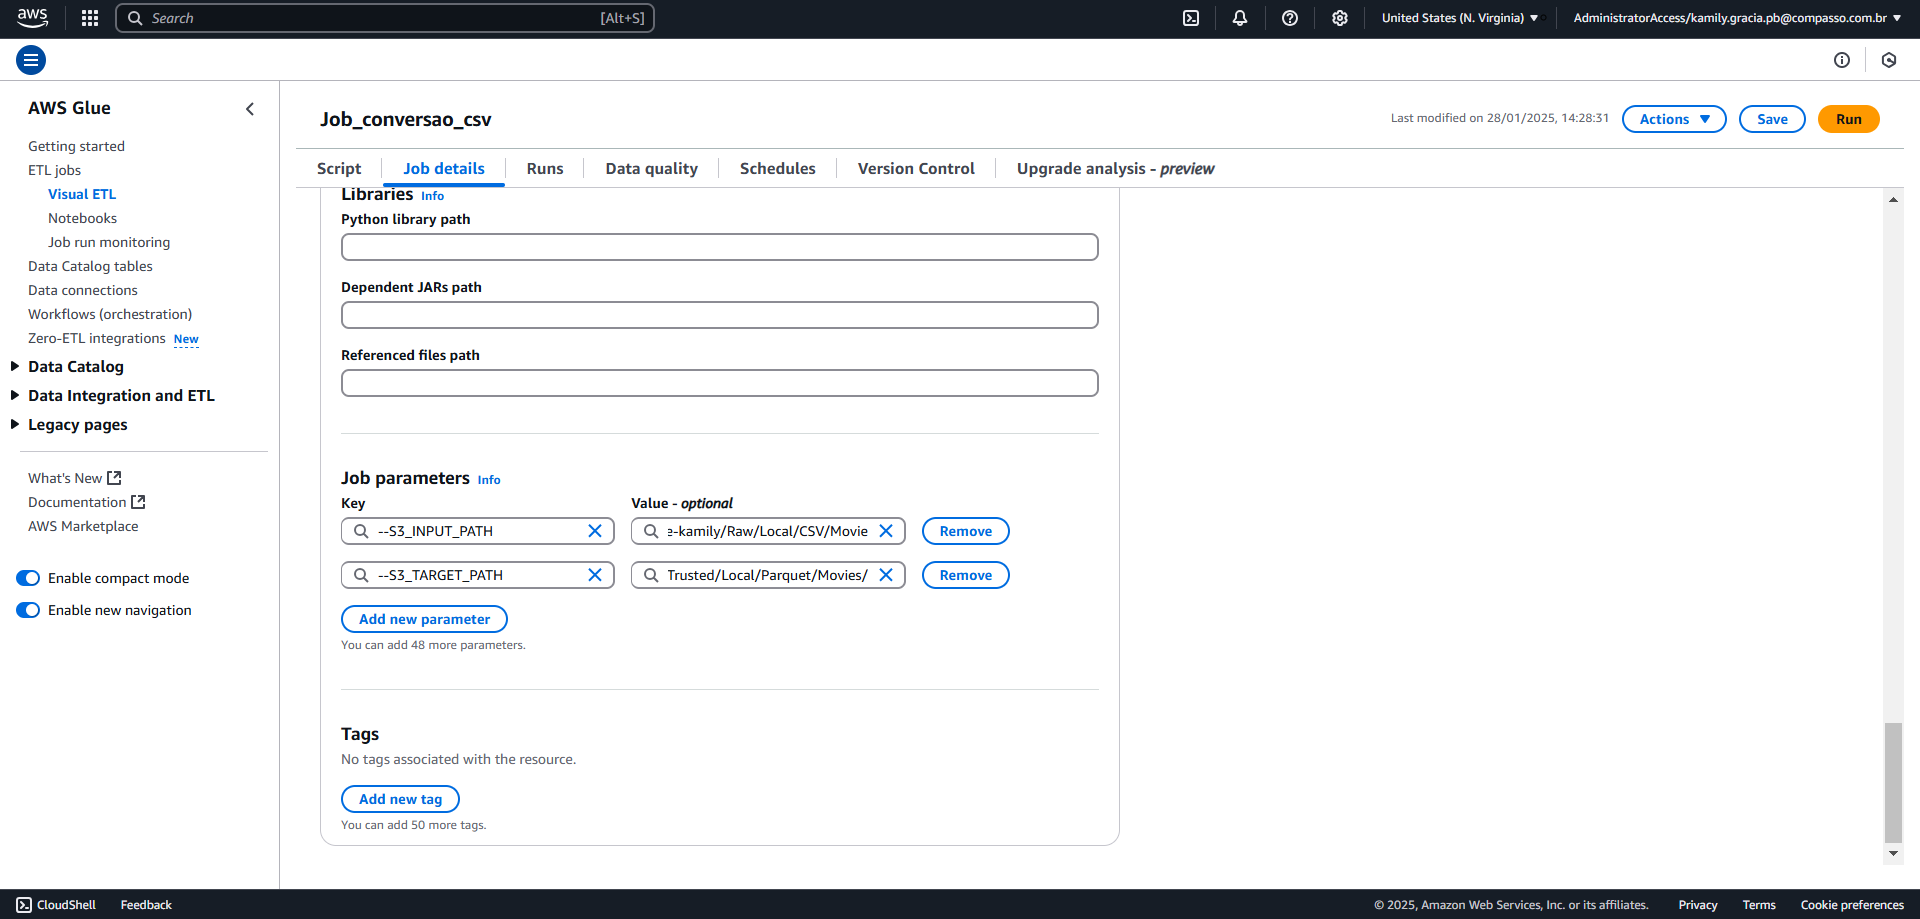 aws
Search
[Alt+S]
United States (N. Virginia)
AdministratorAccess/kamily.gracia.pb@compasso.com.br
AWS Glue
Getting started
ETL jobs
Visual ETL
Notebooks
Job run monitoring
Data Catalog tables
Data connections
Workflows (orchestration)
Zero-ETL integrations New
Data Catalog
Data Integration and ETL
Legacy pages
What's New
Documentation
AWS Marketplace
Enable compact mode
Enable new navigation
Job_conversao_csv
Last modified on 28/01/2025, 14:28:31
Actions
Save
Run
Script
Job details
Runs
Data quality
Schedules
Version Control
Upgrade analysis - preview
Libraries Info
Python library path
Dependent JARs path
Referenced files path
Job parameters Info
Key
Value - optional
--S3_INPUT_PATH
e-kamily/Raw/Local/CSV/Movie
Remove
--S3_TARGET_PATH
Trusted/Local/Parquet/Movies/
Remove
Add new parameter
You can add 48 more parameters.
Tags
No tags associated with the resource.
Add new tag
You can add 50 more tags.
CloudShell
Feedback
© 2025, Amazon Web Services, Inc. or its affiliates.
Privacy
Terms
Cookie preferences